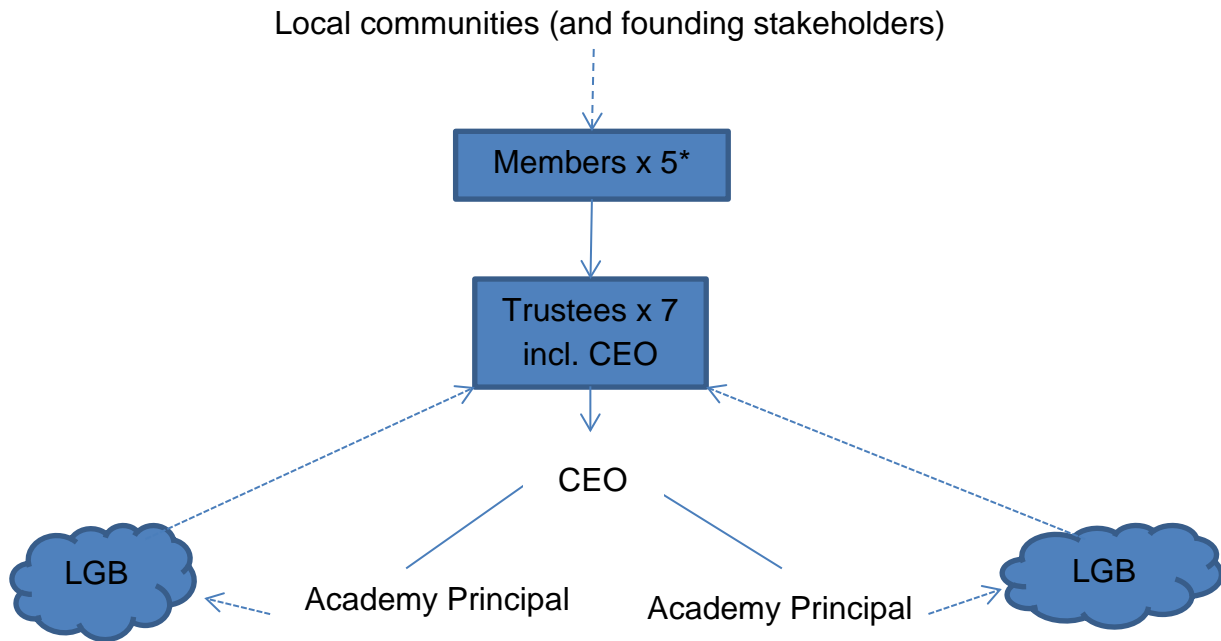 Local communities (and founding stakeholders)
Members x 5*
Trustees x 7
incl. CEO
CEO
LGB
LGB
Academy Principal
Academy Principal